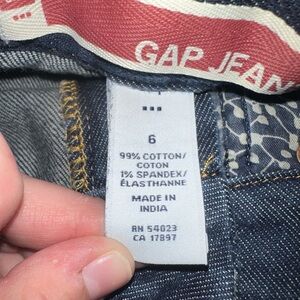 GAP JEAN
6
99% COTTON/
COTON
1% SPANDEX/
ÉLASTHANNE
MADE IN
INDIA
RN 54023
CA 17897